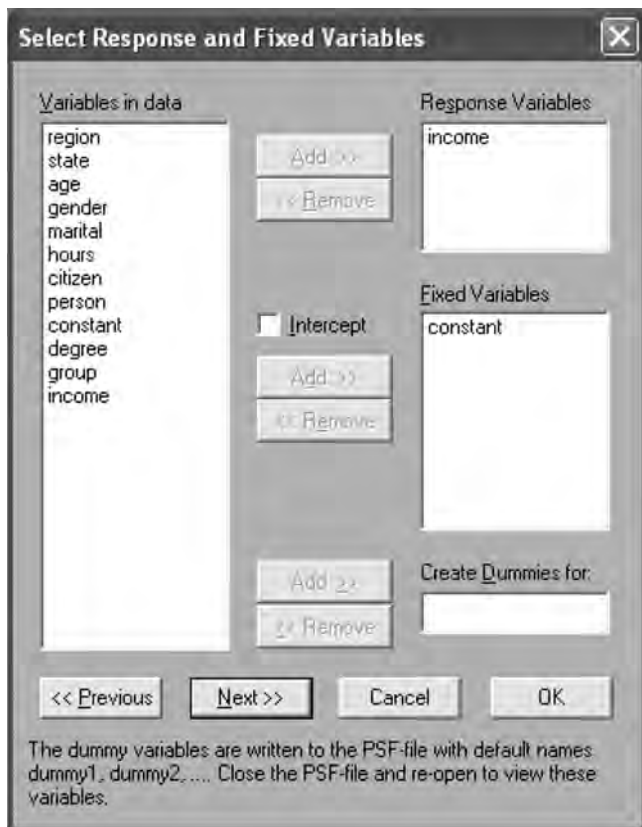 Select Response and Fixed Variables
Variables in data
region
state
age
gender
marital
hours
citizen
person
constant
degree
group
income
Add >>
<< Remove
Response Variables
income
Intercept
Add >>
<< Remove
Fixed Variables
constant
Add >>
<< Remove
Create Dummies for:
<< Previous
Next >>
Cancel
OK
The dummy variables are written to the PSF-file with default names
dummy1, dummy2, .... Close the PSF-file and re-open to view these
variables.